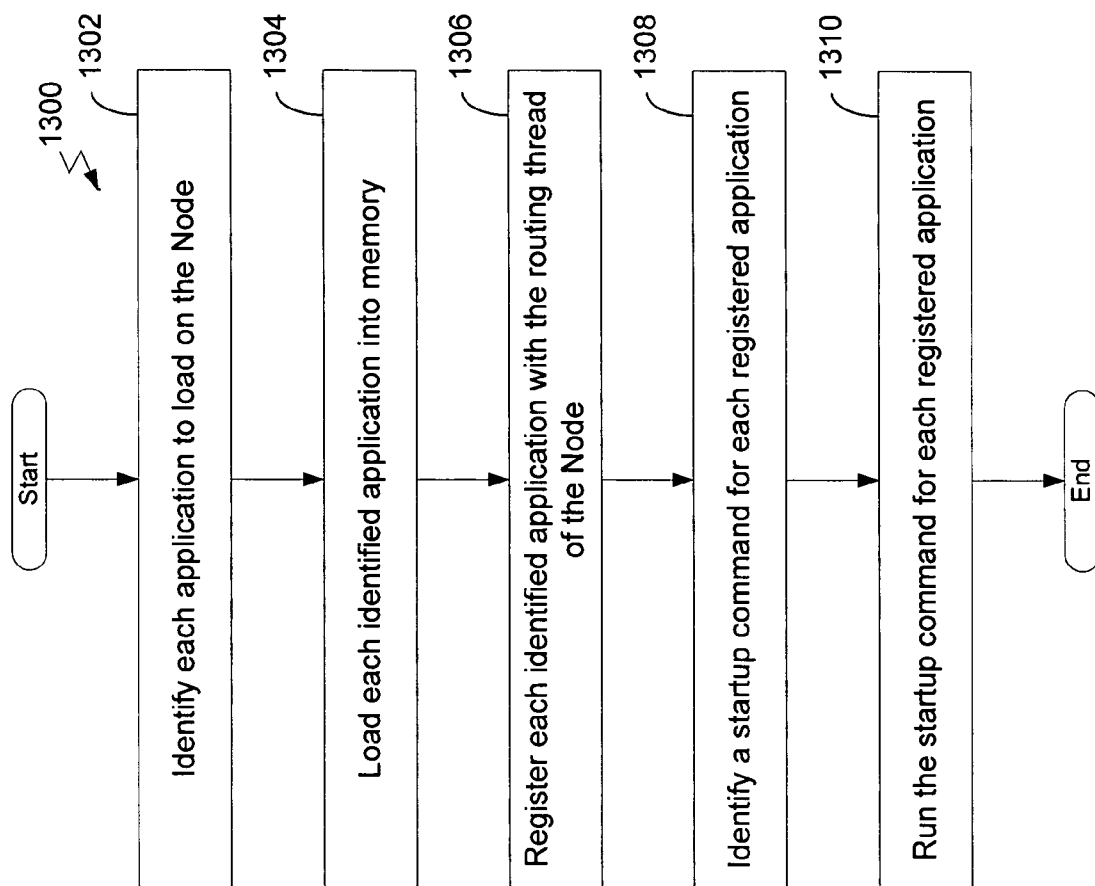 Start
1300
1302
Identify each application to load on the Node
1304
Load each identified application into memory
1306
Register each identified application with the routing thread
of the Node
1308
Identify a startup command for each registered application
1310
Run the startup command for each registered application
End